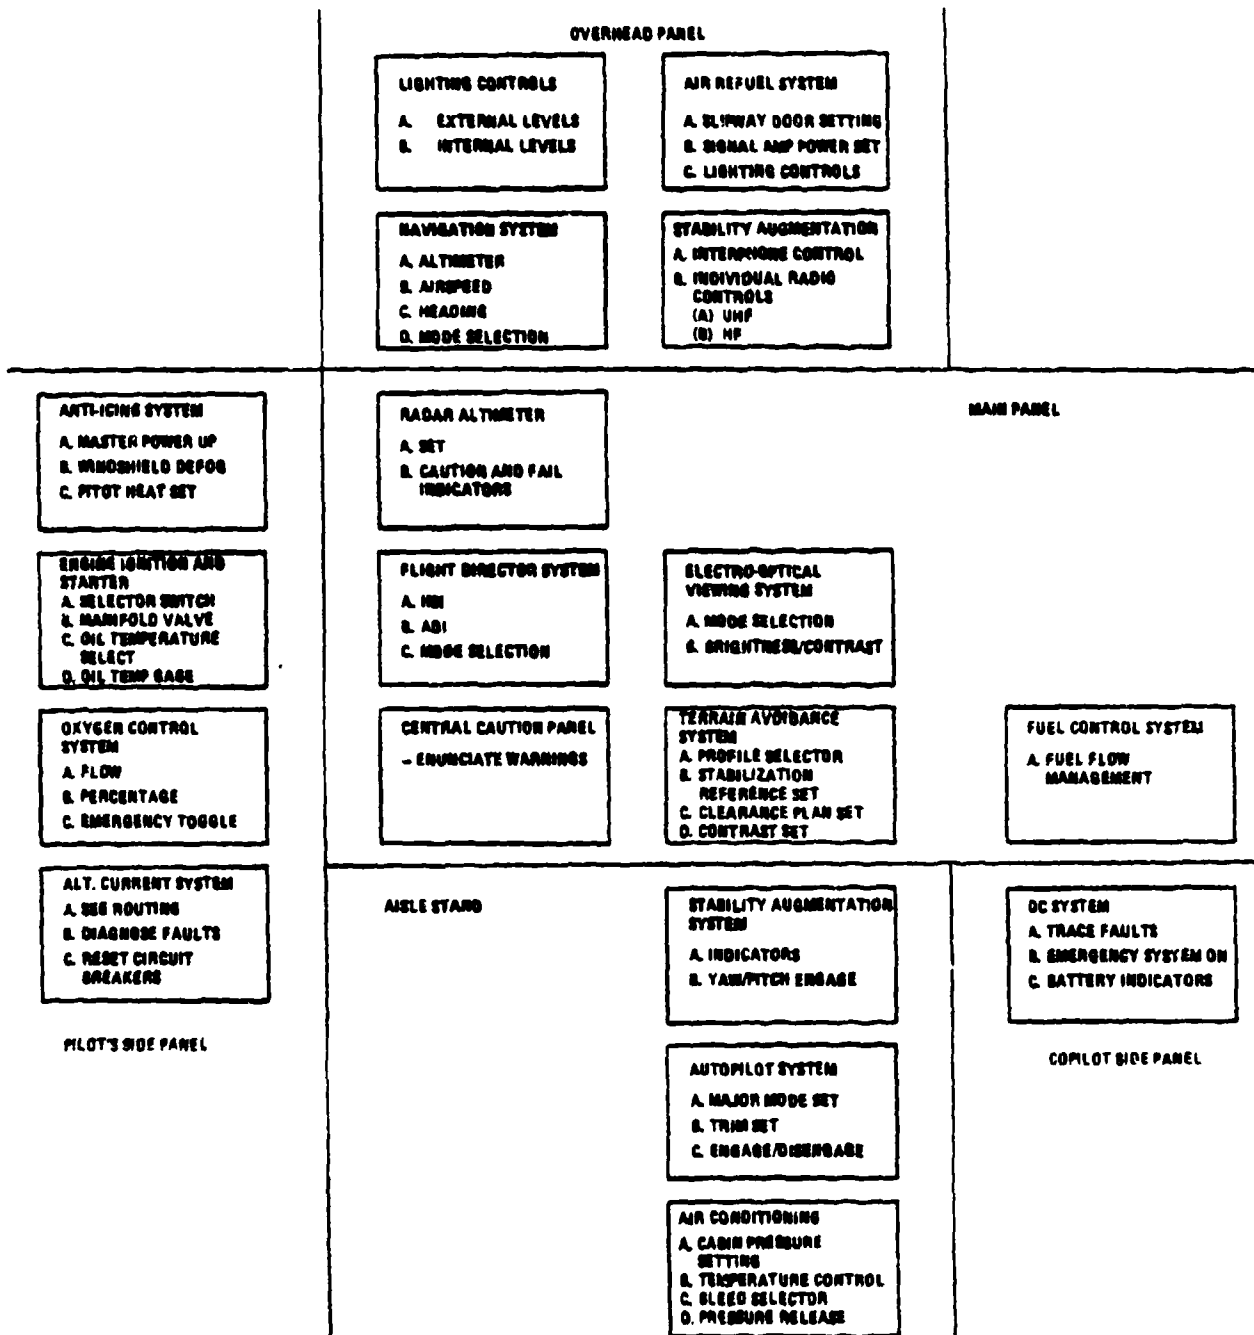 OVERHEAD PANEL
LIGHTING CONTROLS
A. EXTERNAL LEVELS
B. INTERNAL LEVELS
AIR REFUEL SYSTEM
A. SLIPWAY DOOR SETTING
B. SIGNAL AMP POWER SET
C. LIGHTING CONTROLS
NAVIGATION SYSTEM
A. ALTIMETER
B. AIRSPEED
C. HEADING
D. MODE SELECTION
STABILITY AUGMENTATION
A. INTERPHONE CONTROL
B. INDIVIDUAL RADIO
CONTROLS
(A) UHF
(B) HF
ANTI-ICING SYSTEM
A. MASTER POWER UP
B. WINDSHIELD DEFOG
C. PITOT HEAT SET
RADAR ALTIMETER
A. SET
B. CAUTION AND FAIL
INDICATORS
MAIN PANEL
ENGINE IGNITION AND
STARTER
A. SELECTOR SWITCH
B. MANIFOLD VALVE
C. OIL TEMPERATURE
SELECT
D. OIL TEMP GAGE
FLIGHT DIRECTOR SYSTEM
A. HSI
B. ADI
C. MODE SELECTION
ELECTRO-OPTICAL
VIEWING SYSTEM
A. MODE SELECTION
B. BRIGHTNESS/CONTRAST
OXYGEN CONTROL
SYSTEM
A. FLOW
B. PERCENTAGE
C. EMERGENCY TOGGLE
CENTRAL CAUTION PANEL
– ENUNCIATE WARNINGS
TERRAIN AVOIDANCE
SYSTEM
A. PROFILE SELECTOR
B. STABILIZATION
REFERENCE SET
C. CLEARANCE PLAN SET
D. CONTRAST SET
FUEL CONTROL SYSTEM
A. FUEL FLOW
MANAGEMENT
ALT. CURRENT SYSTEM
A. SEE ROUTING
B. DIAGNOSE FAULTS
C. RESET CIRCUIT
BREAKERS
PILOT'S SIDE PANEL
AISLE STAND
STABILITY AUGMENTATION
SYSTEM
A. INDICATORS
B. YAW/PITCH ENGAGE
DC SYSTEM
A. TRACE FAULTS
B. EMERGENCY SYSTEM ON
C. BATTERY INDICATORS
COPILOT SIDE PANEL
AUTOPILOT SYSTEM
A. MAJOR MODE SET
B. TRIM SET
C. ENGAGE/DISENGAGE
AIR CONDITIONING
A. CABIN PRESSURE
SETTING
B. TEMPERATURE CONTROL
C. BLEED SELECTOR
D. PRESSURE RELEASE